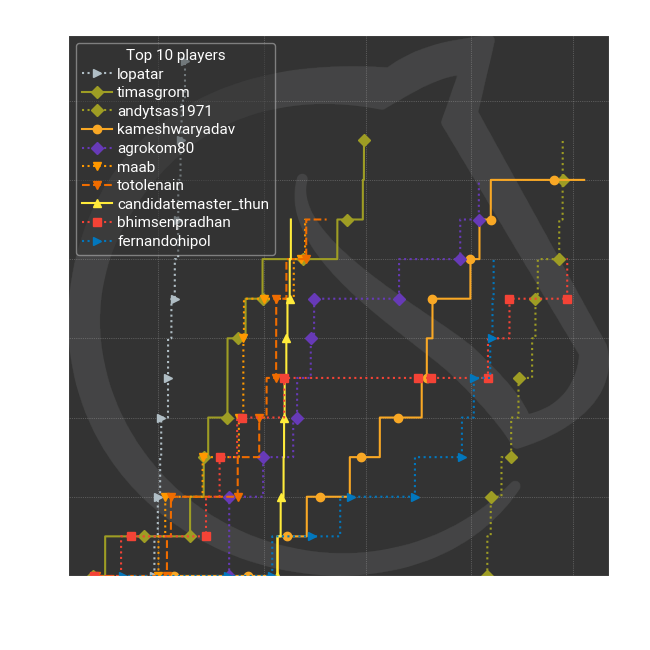 Top 10 players
lopatar
timasgrom
andytsas1971
kameshwaryadav
agrokom80
maab
totolenain
candidatemaster_thun
bhimsenpradhan
fernandohipol